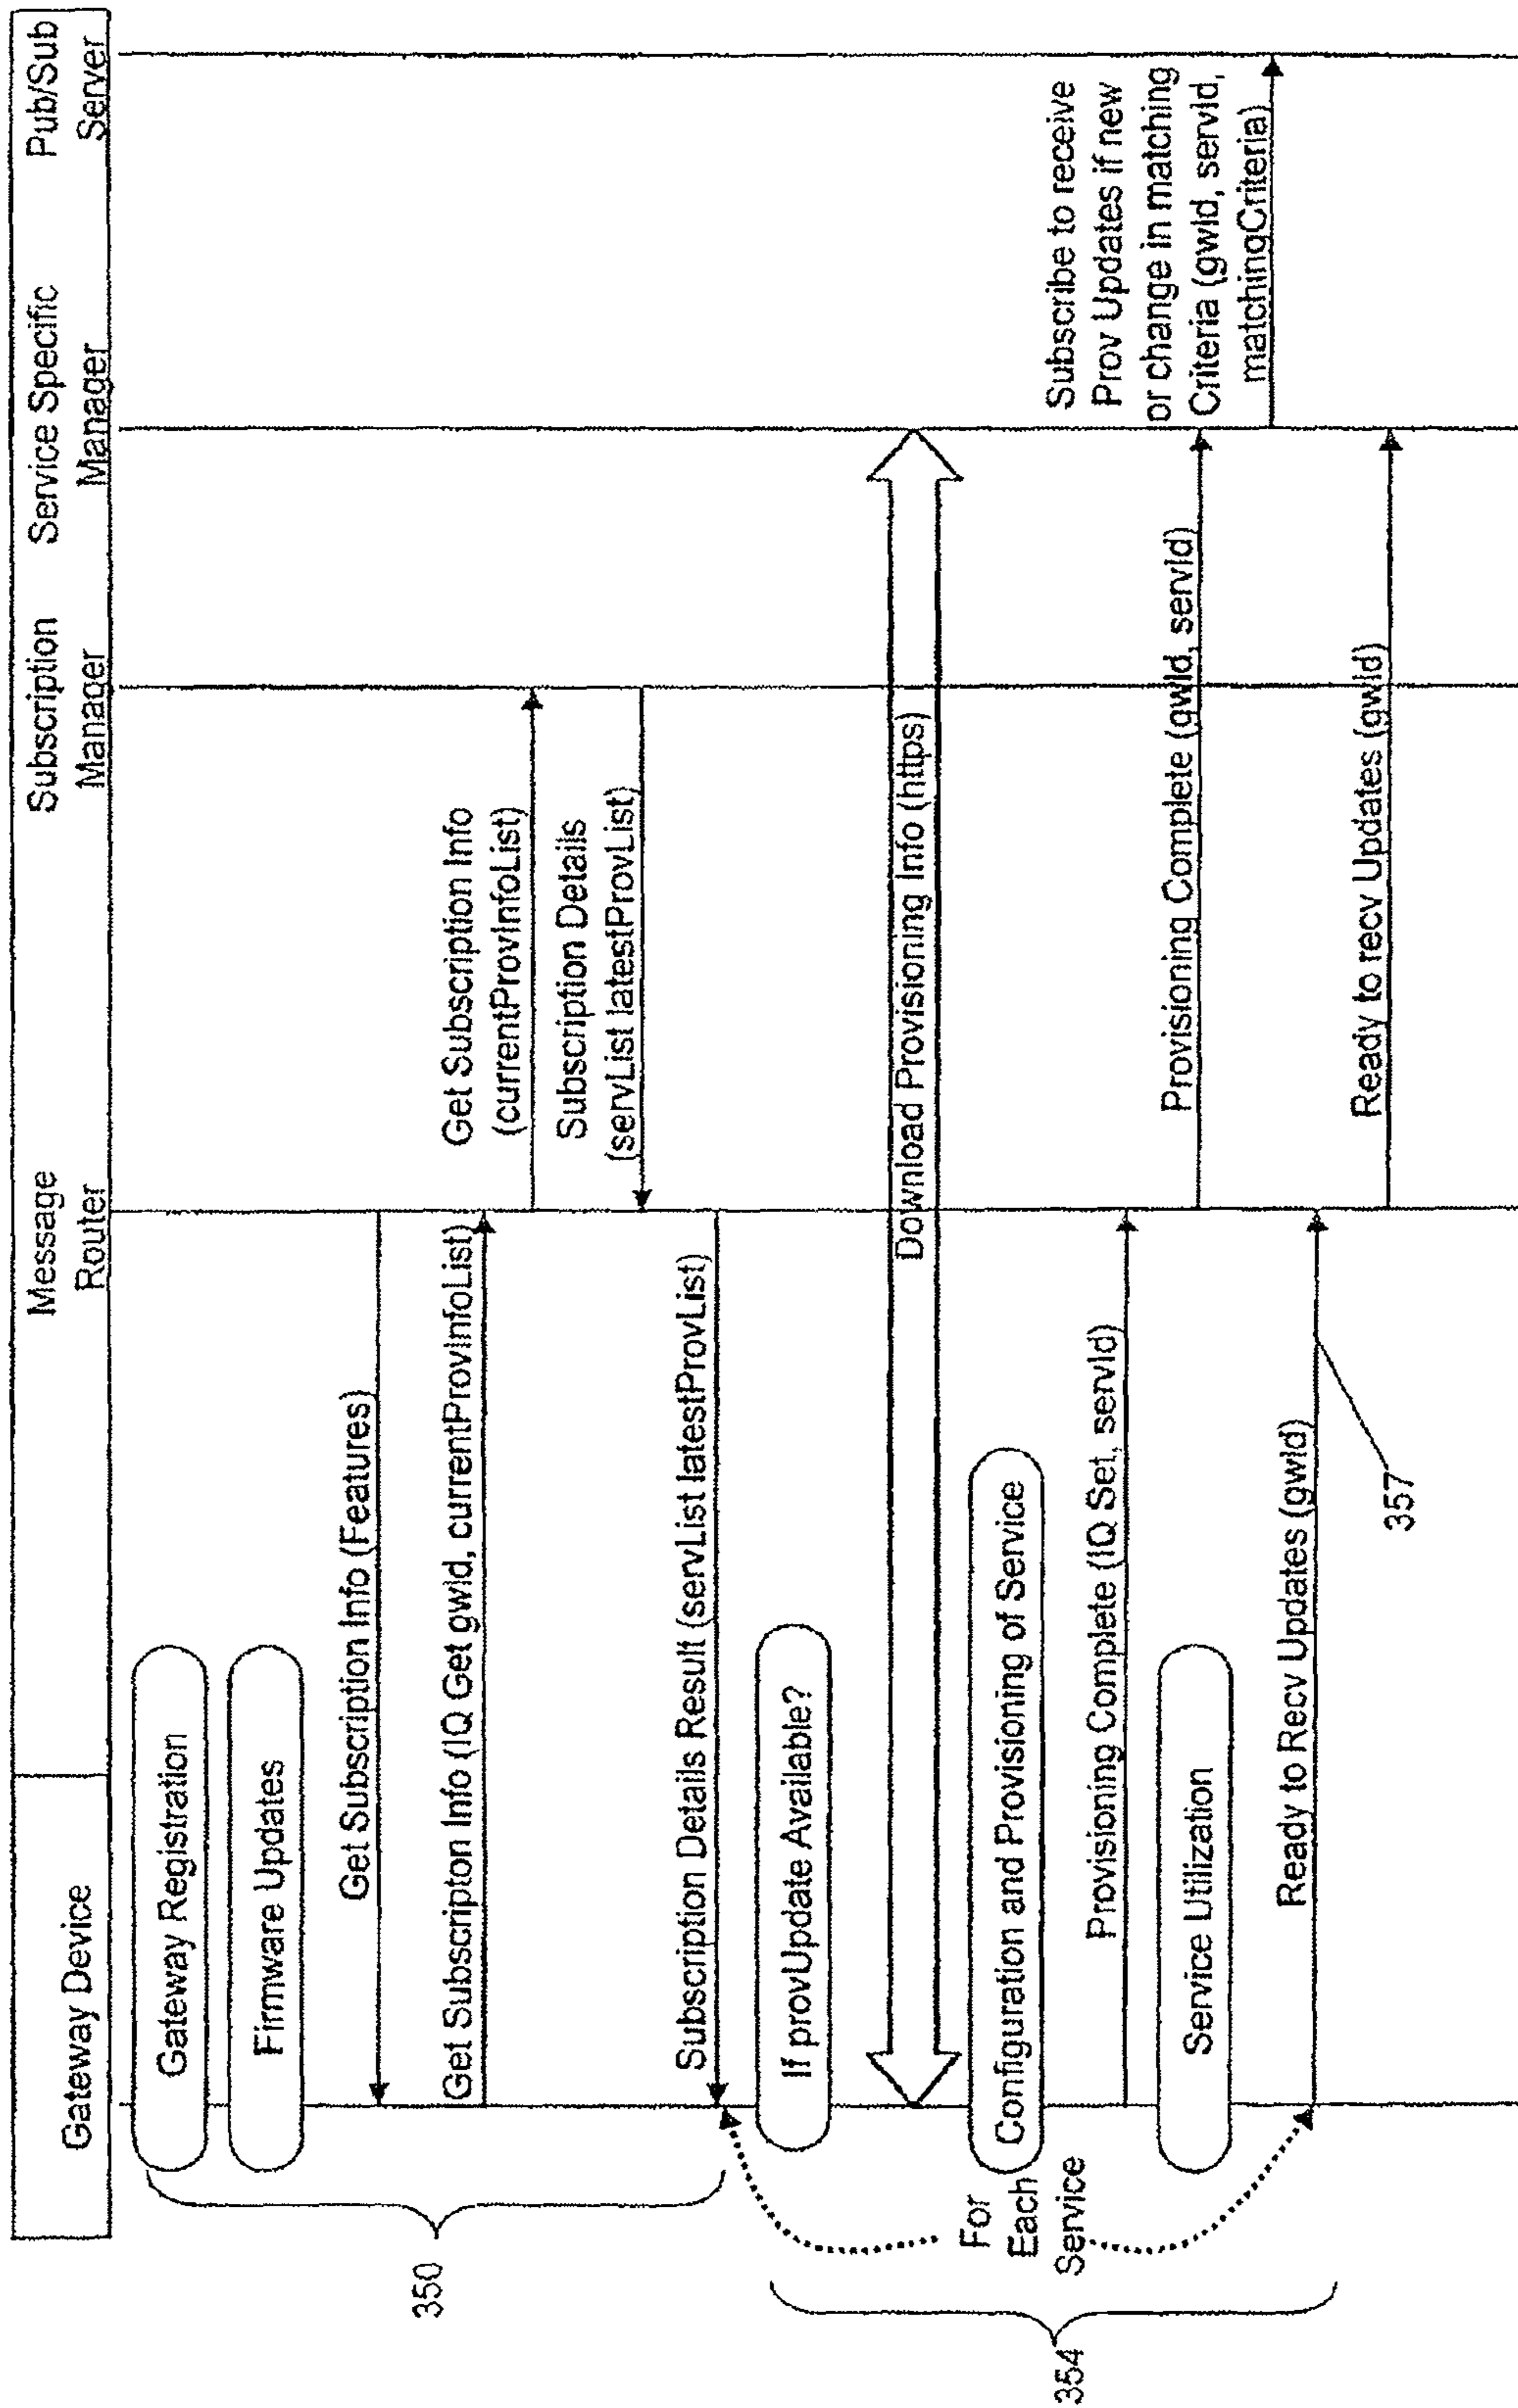 Gateway Device
Message
Router
Subscription
Manager
Service Specific
Manager
Pub/Sub
Server
Gateway Registration
Firmware Updates
Get Subscription Info (Features)
Get Subscripton Info (IQ Get gwId, currentProvInfoList)
Get Subscription Info
(currentProvInfoList)
Subscription Details
(servList latestProvList)
Subscription Details Result (servList latestProvList)
350
If provUpdate Available?
Download Provisioning Info (https)
For
Each
Service
Configuration and Provisioning of Service
Provisioning Complete (IQ Set, servId)
Provisioning Complete (gwId, servId)
Subscribe to receive
Prov Updates if new
or change in matching
Criteria (gwId, servId,
matchingCriteria)
Service Utilization
Ready to Recv Updates (gwId)
357
Ready to recv Updates (gwId)
354